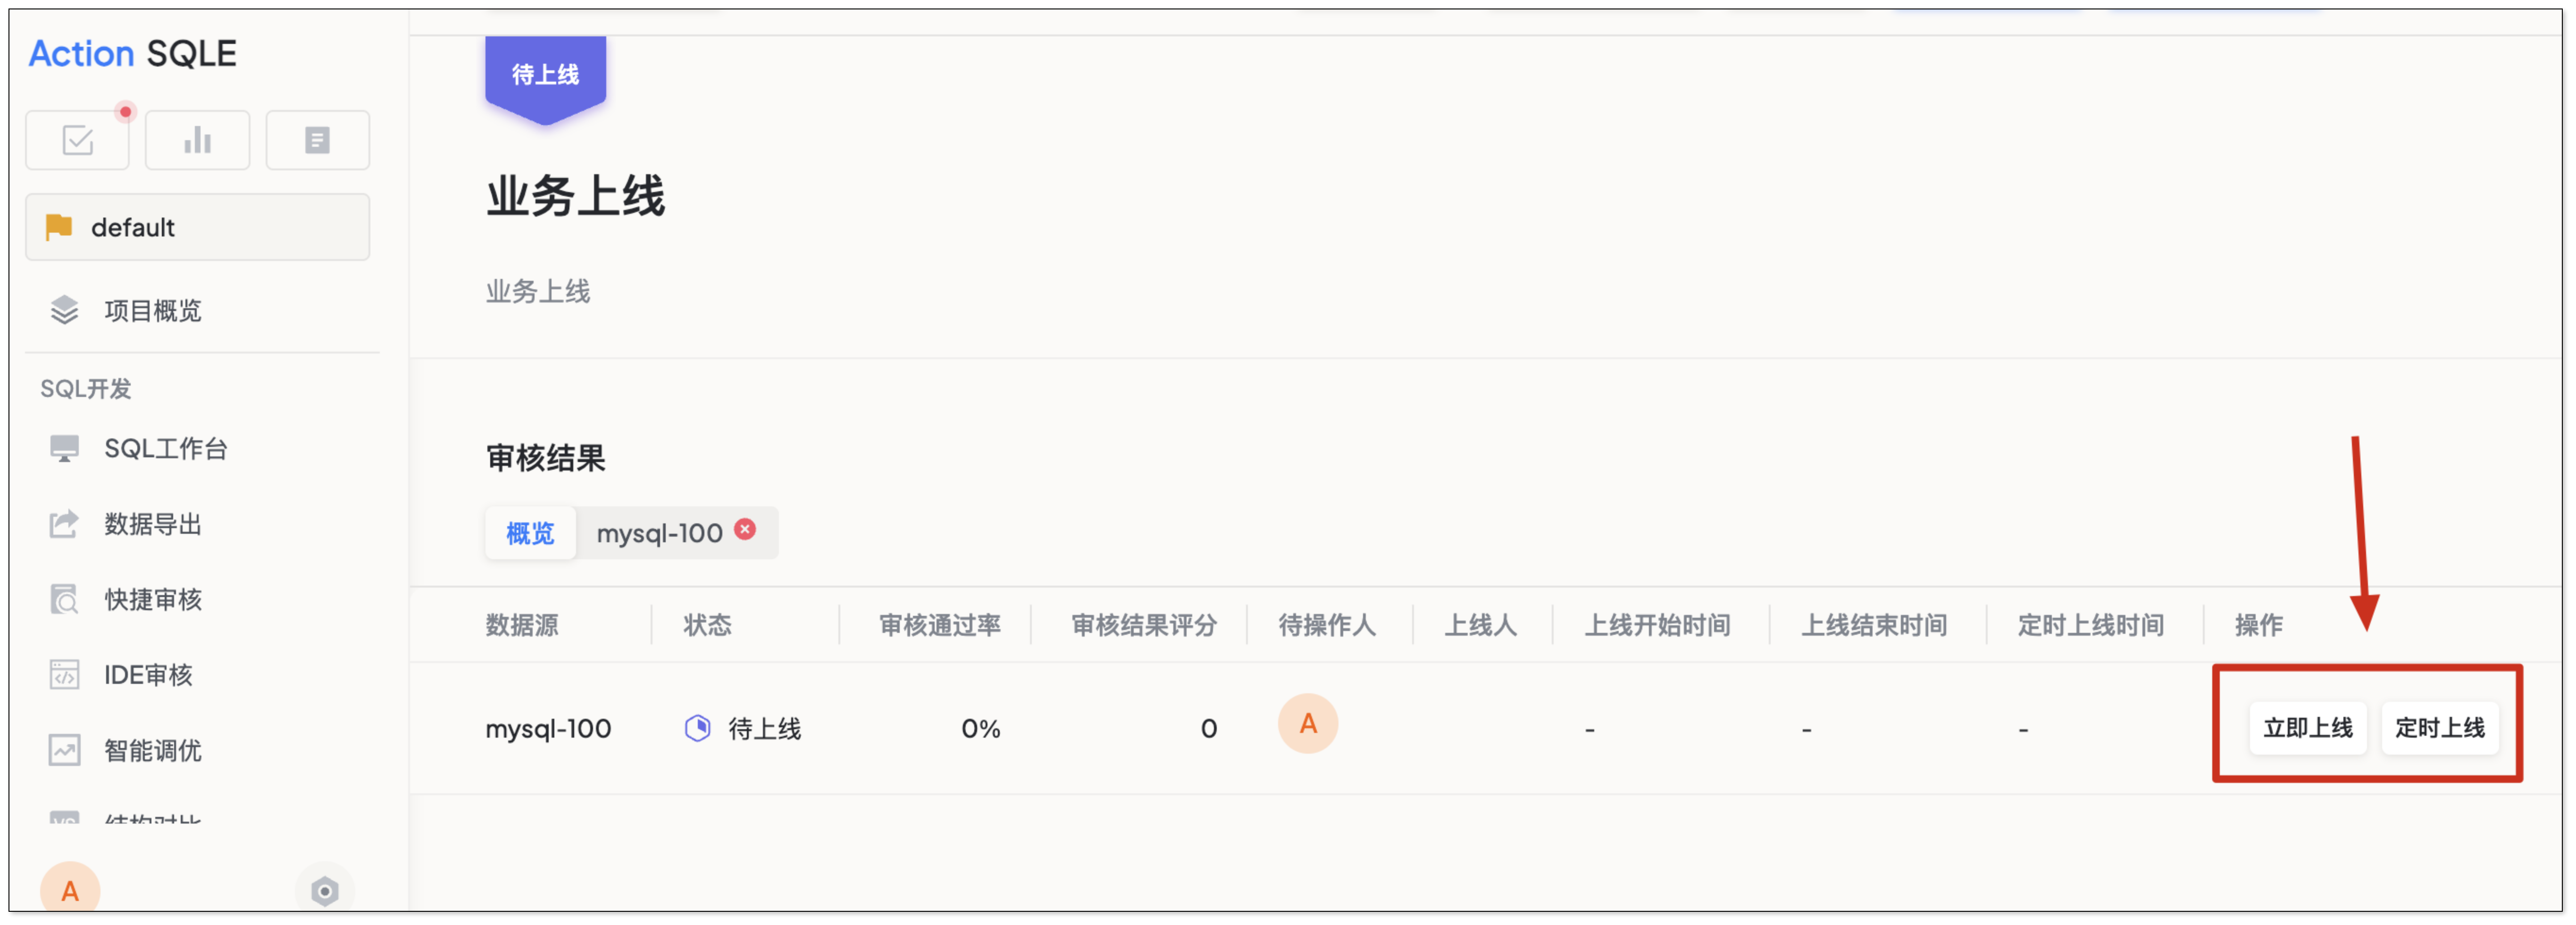 Action SQLE
default
项目概览
SQL开发
SQL工作台
数据导出
快捷审核
IDE审核
智能调优
结构对比
A
待上线
业务上线
业务上线
审核结果
概览 mysql-100
数据源 状态 审核通过率 审核结果评分 待操作人 上线人 上线开始时间 上线结束时间 定时上线时间 操作
mysql-100 待上线 0% 0 A - - - 立即上线 定时上线